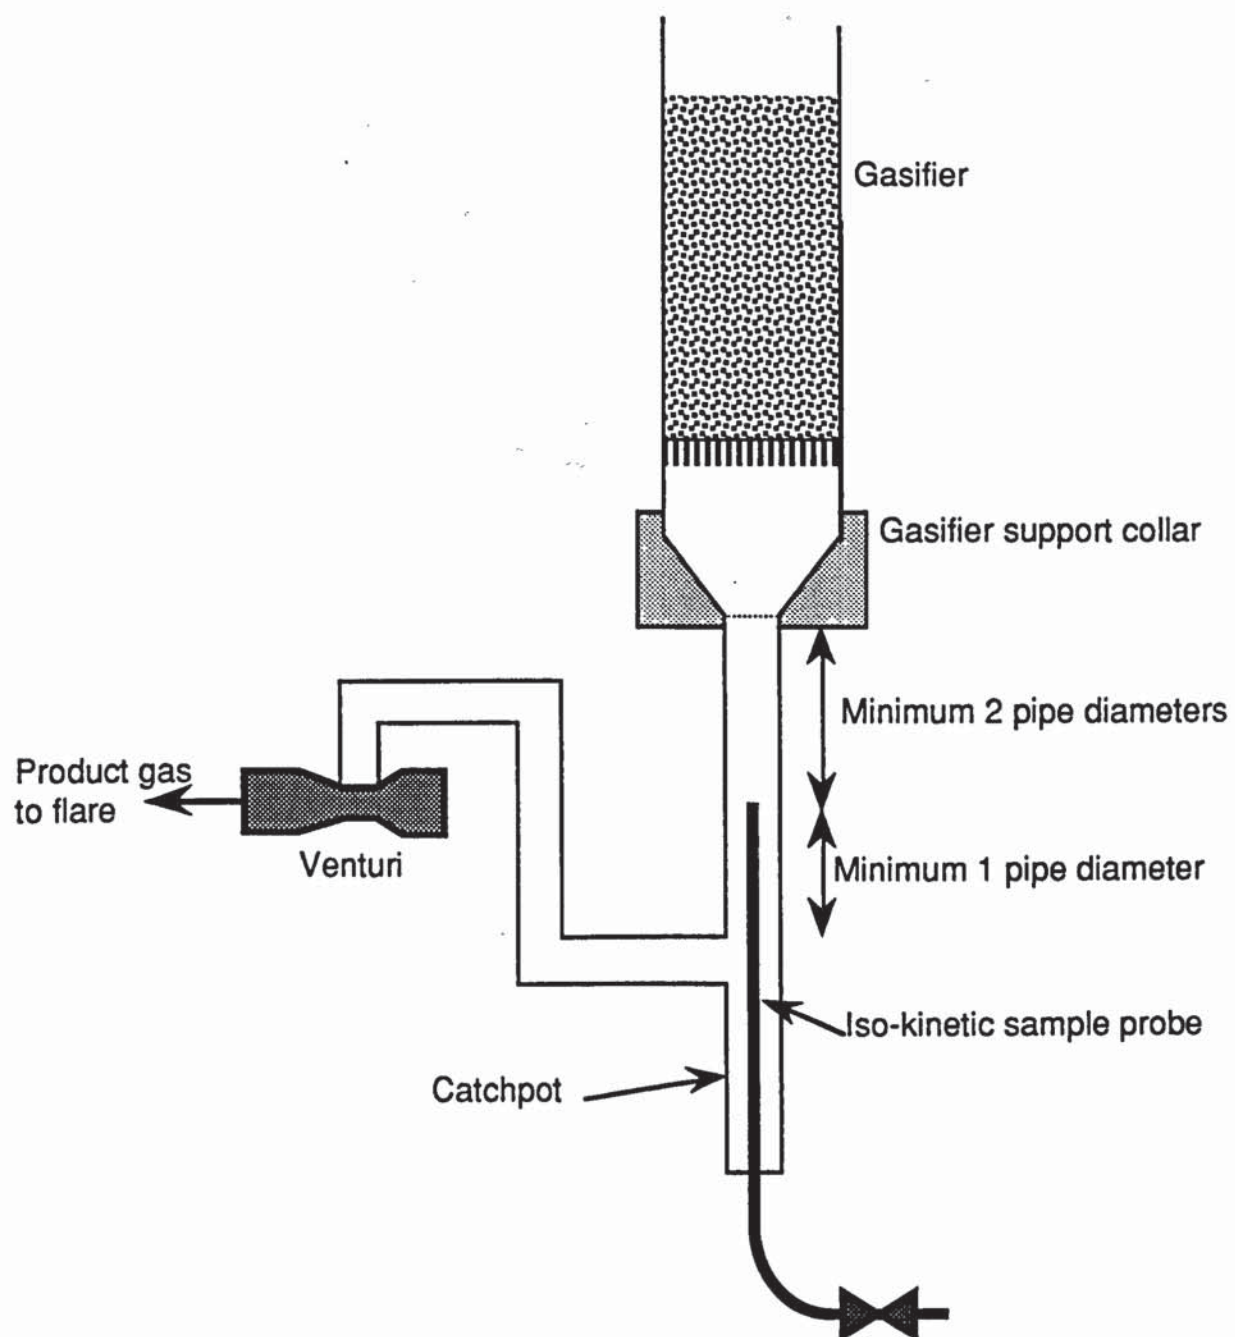 Gasifier
Gasifier support collar
Minimum 2 pipe diameters
Product gas
to flare
Venturi
Minimum 1 pipe diameter
Iso-kinetic sample probe
Catchpot